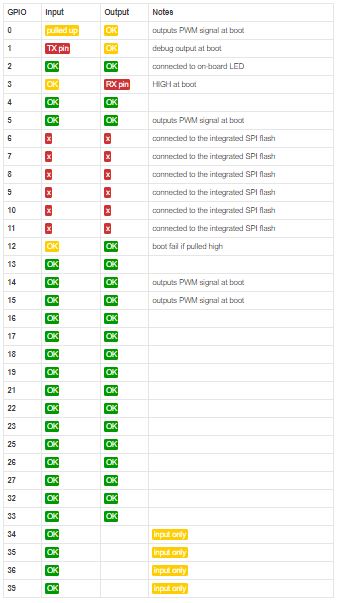 GPIO Input Output Notes
0 pulled up OK outputs PWM signal at boot
1 TX pin OK debug output at boot
2 OK OK connected to on-board LED
3 OK RX pin HIGH at boot
4 OK OK
5 OK OK outputs PWM signal at boot
6 x x connected to the integrated SPI flash
7 x x connected to the integrated SPI flash
8 x x connected to the integrated SPI flash
9 x x connected to the integrated SPI flash
10 x x connected to the integrated SPI flash
11 x x connected to the integrated SPI flash
12 OK OK boot fail if pulled high
13 OK OK
14 OK OK outputs PWM signal at boot
15 OK OK outputs PWM signal at boot
16 OK OK
17 OK OK
18 OK OK
19 OK OK
21 OK OK
22 OK OK
23 OK OK
25 OK OK
26 OK OK
27 OK OK
32 OK OK
33 OK OK
34 OK input only
35 OK input only
36 OK input only
39 OK input only